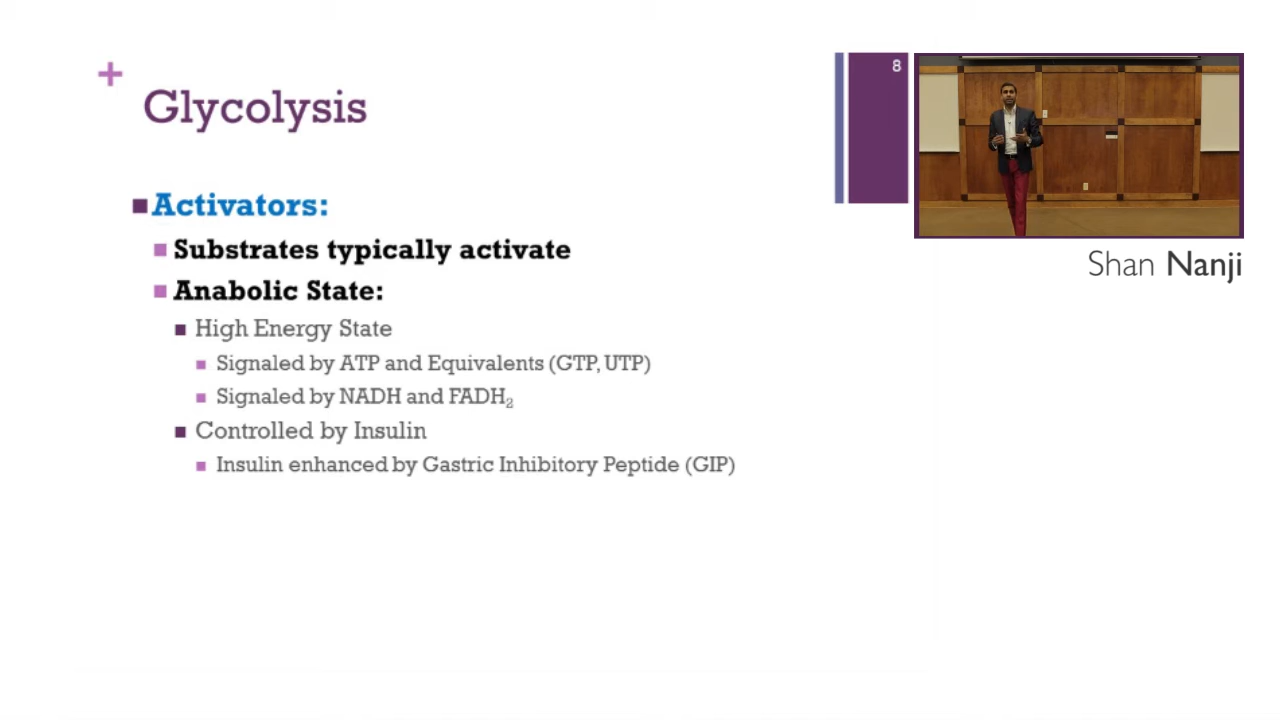 +
Glycolysis
8
Activators:
Substrates typically activate
Anabolic State:
High Energy State
Signaled by ATP and Equivalents (GTP, UTP)
Signaled by NADH and FADH₂
Controlled by Insulin
Insulin enhanced by Gastric Inhibitory Peptide (GIP)
Shan Nanji